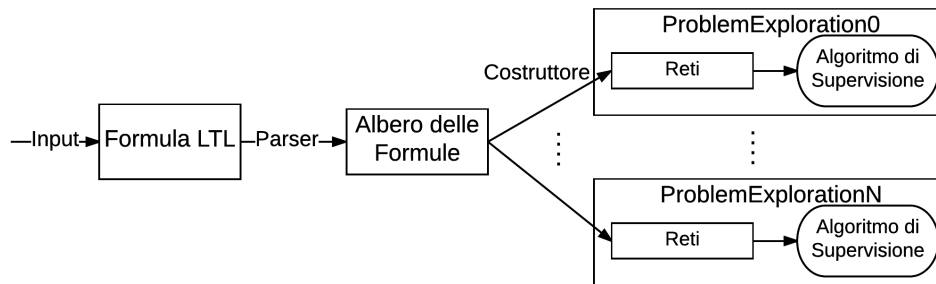 ProblemExploration0
Costruttore
Reti
Algoritmo di
Supervisione
Input
Formula LTL
Parser
Albero delle
Formule
ProblemExplorationN
Reti
Algoritmo di
Supervisione